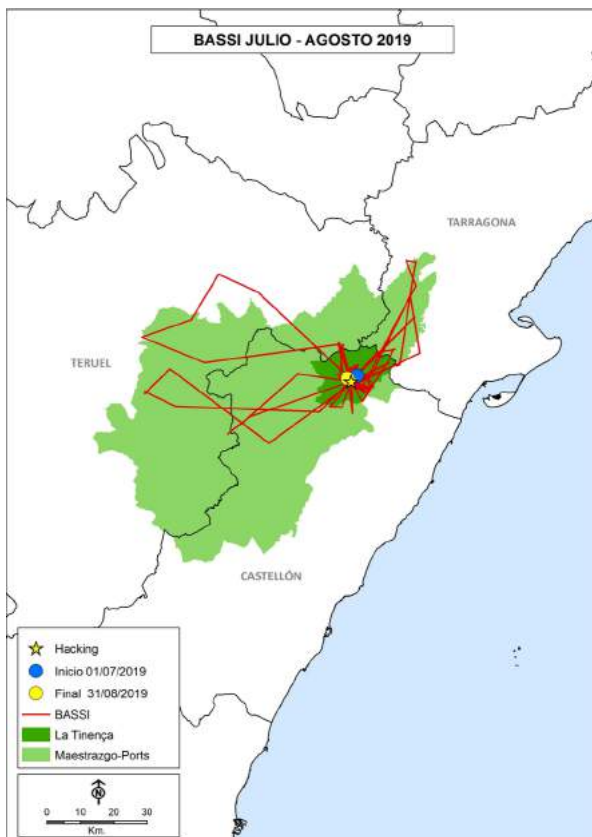 BASSI JULIO - AGOSTO 2019
TARRAGONA
TERUEL
CASTELLÓN
Hacking
Inicio 01/07/2019
Final 31/08/2019
BASSI
La Tinença
Maestrazgo-Ports
N
0 5 10 20 30
Km.